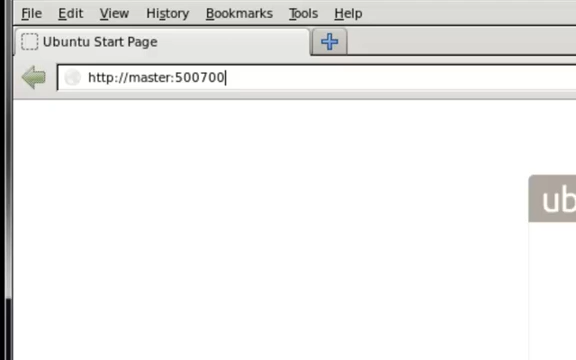 File Edit View History Bookmarks Tools Help
Ubuntu Start Page
http://master:500700
ub